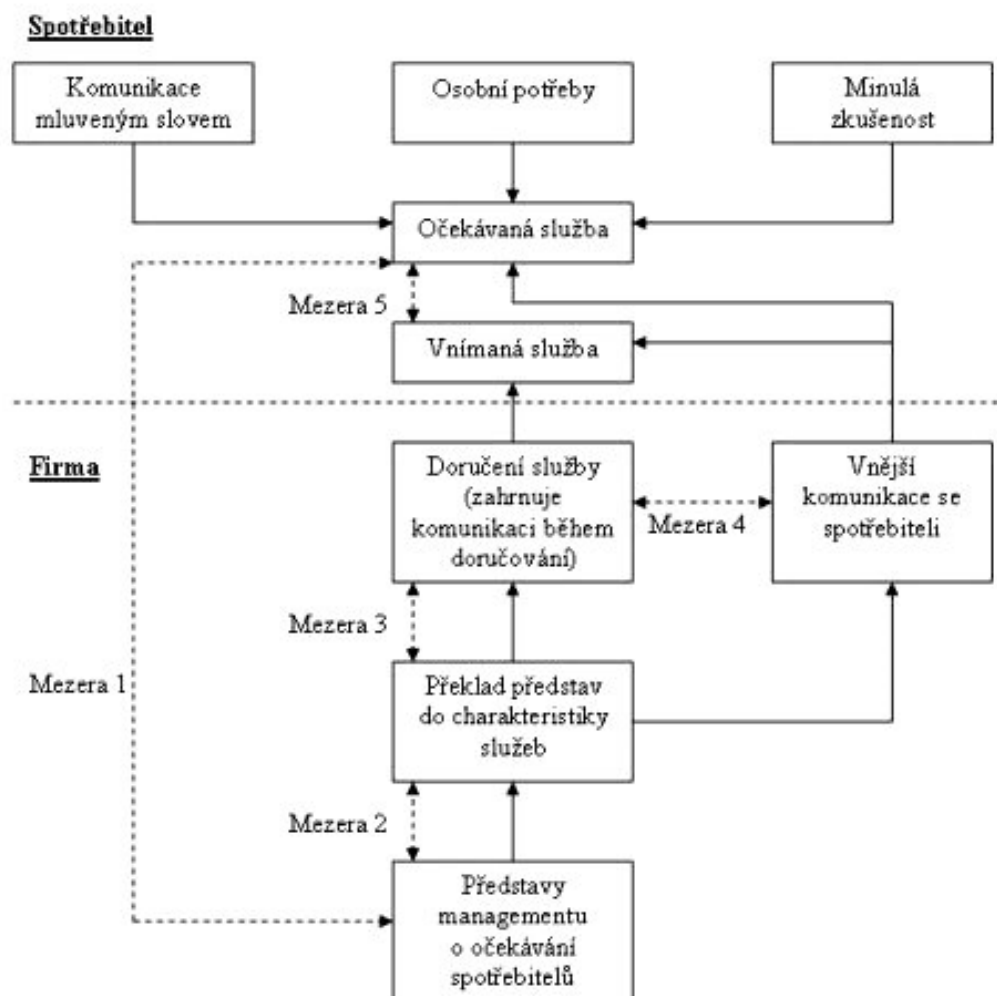 Spotřebitel
Komunikace
mluveným slovem
Osobní potřeby
Minulá
zkušenost
Očekávaná služba
Mezera 5
Vnímaná služba
Firma
Doručení služby
(zahrnuje
komunikaci během
doručování)
Mezera 4
Vnější
komunikace se
spotřebiteli
Mezera 3
Mezera 1
Překlad představ
do charakteristiky
služeb
Mezera 2
Představy
managementu
o očekávání
spotřebitelů